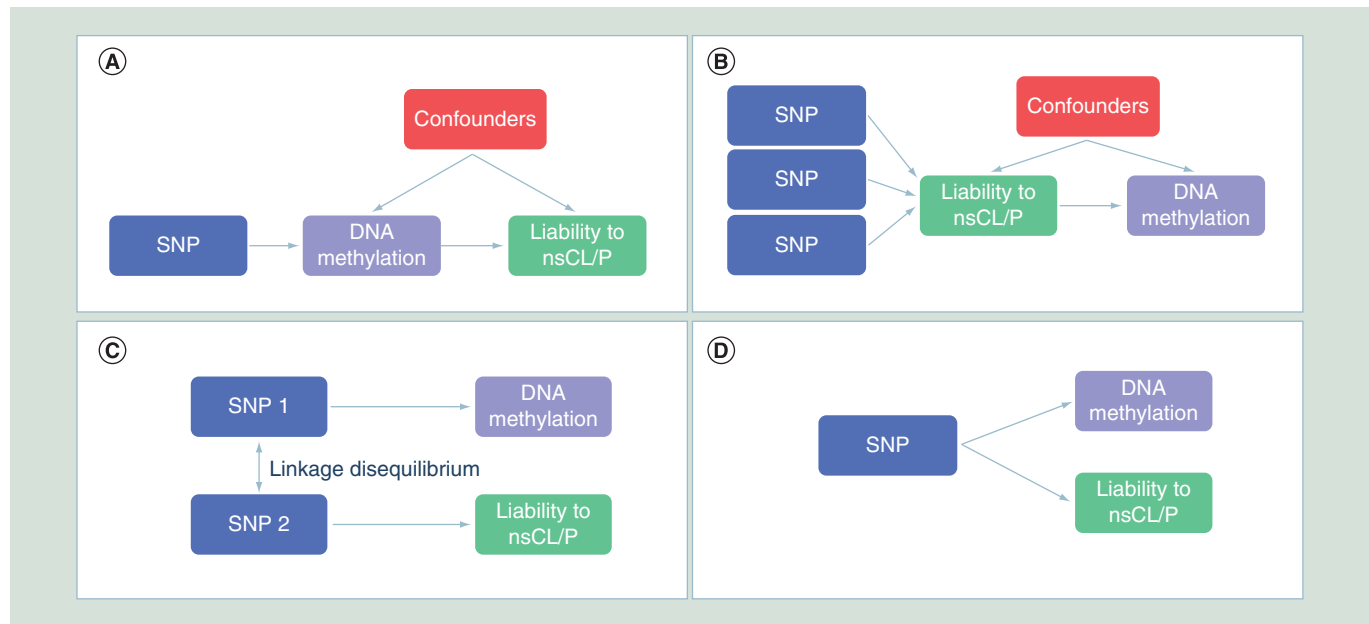 A
Confounders
SNP
DNA
methylation
Liability to
nsCL/P
B
SNP
SNP
SNP
Confounders
Liability to
nsCL/P
DNA
methylation
C
SNP 1
DNA
methylation
Linkage disequilibrium
SNP 2
Liability to
nsCL/P
D
SNP
DNA
methylation
Liability to
nsCL/P